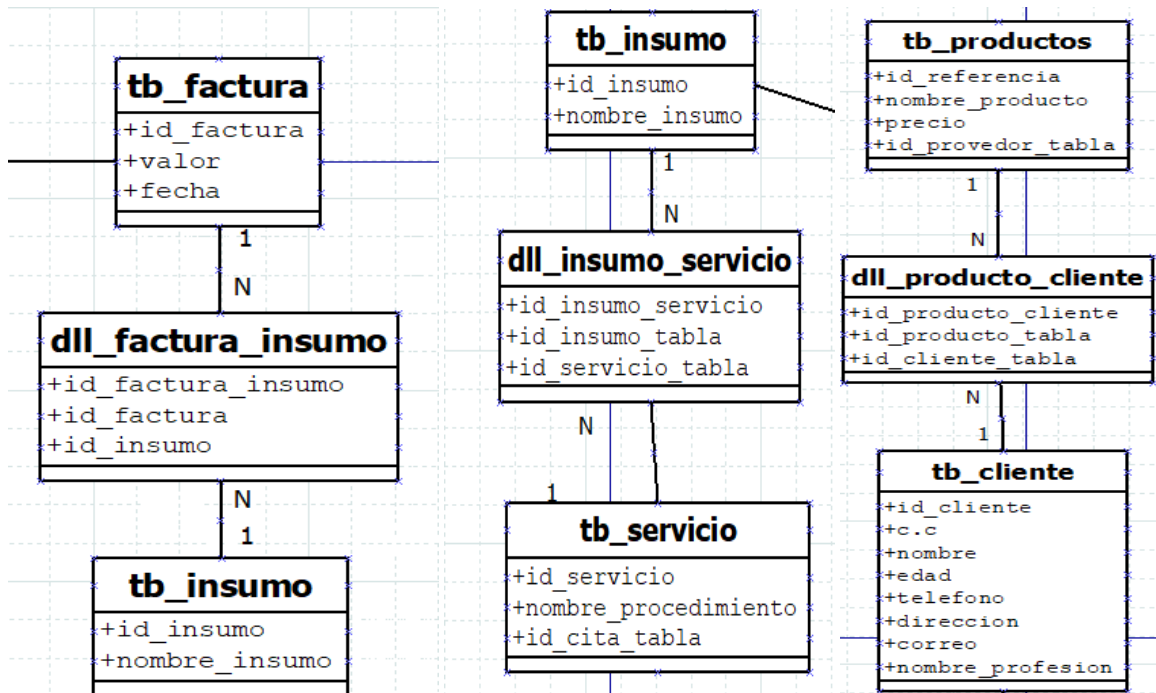 tb_factura
+id_factura
+valor
+fecha
1
N
dll_factura_insumo
+id_factura_insumo
+id_factura
+id_insumo
N
1
tb_insumo
+id_insumo
+nombre_insumo
tb_insumo
+id_insumo
+nombre_insumo
1
N
dll_insumo_servicio
+id_insumo_servicio
+id_insumo_tabla
+id_servicio_tabla
N
1
tb_servicio
+id_servicio
+nombre_procedimiento
+id_cita_tabla
tb_productos
+id_referencia
+nombre_producto
+precio
+id_provedor_tabla
1
N
dll_producto_cliente
+id_producto_cliente
+id_producto_tabla
+id_cliente_tabla
N
1
tb_cliente
+id_cliente
+c.c
+nombre
+edad
+telefono
+direccion
+correo
+nombre_profesion